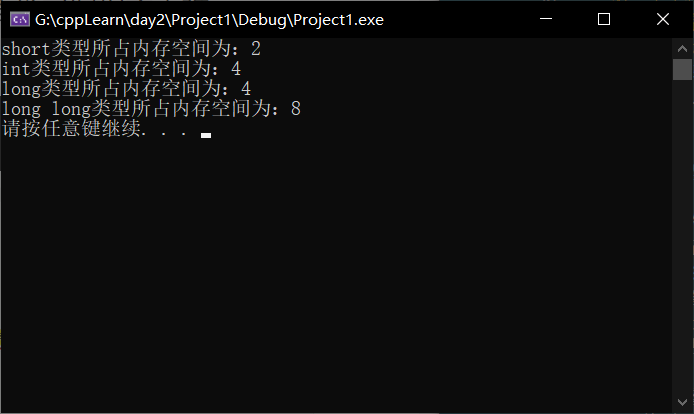 G:\cppLearn\day2\Project1\Debug\Project1.exe
short类型所占内存空间为：2
int类型所占内存空间为：4
long类型所占内存空间为：4
long long类型所占内存空间为：8
请按任意键继续. . .